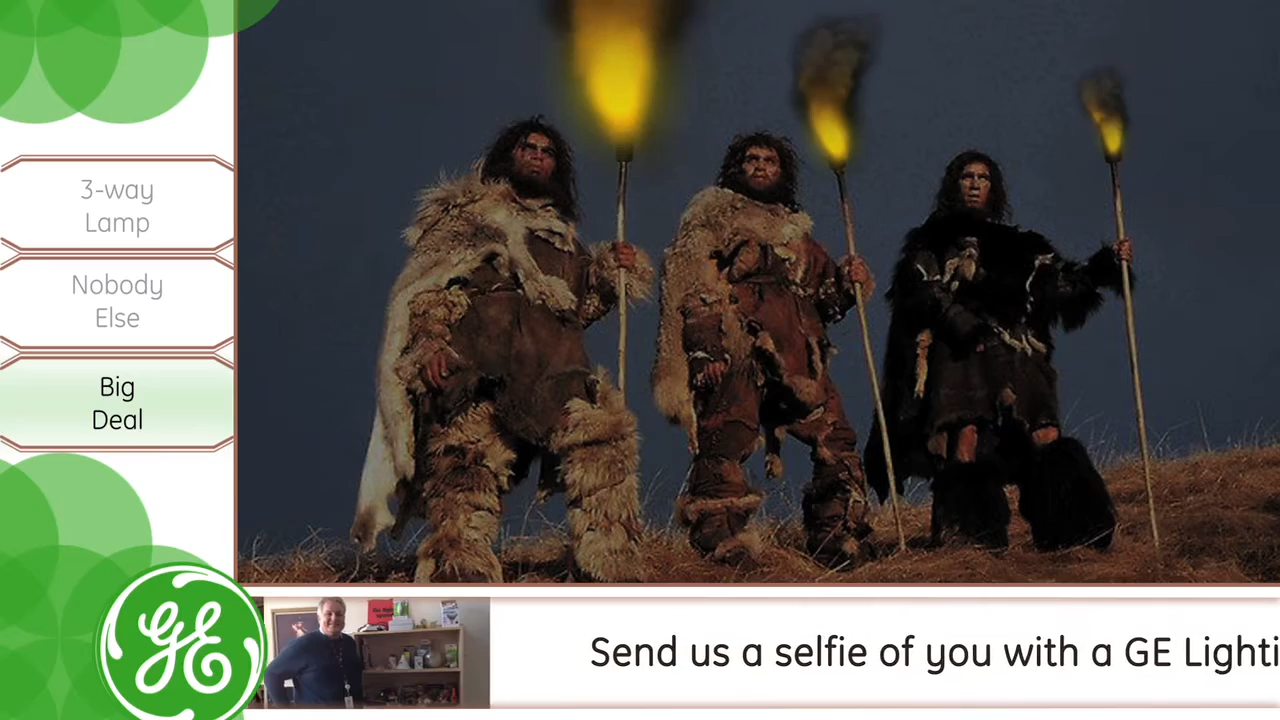 3-way
Lamp
Nobody
Else
Big
Deal
GE
Send us a selfie of you with a GE Lighti